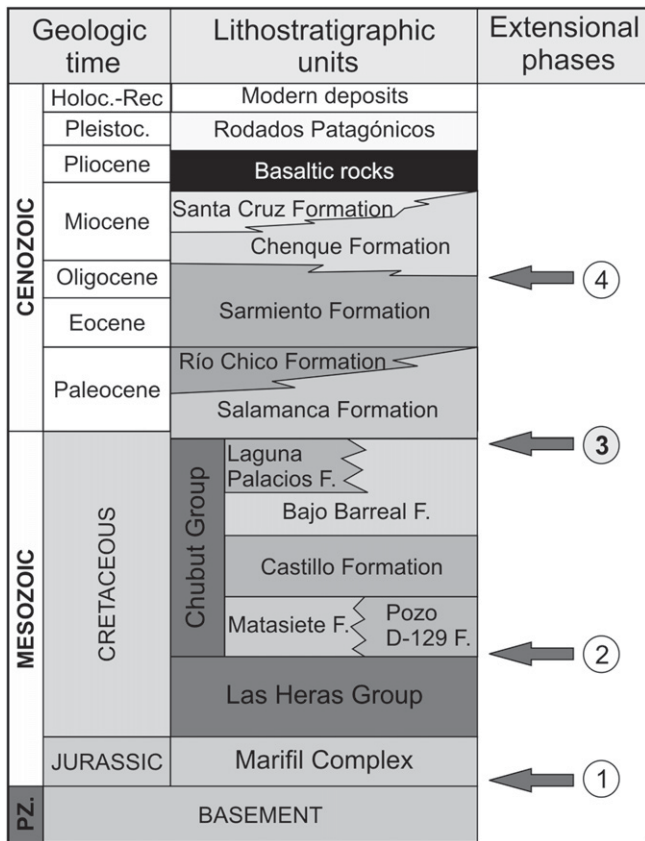 Geologic
time
Lithostratigraphic
units
Extensional
phases
CENOZOIC
Holoc.-Rec
Modern deposits
Pleistoc.
Rodados Patagónicos
Pliocene
Basaltic rocks
Miocene
Santa Cruz Formation
Chenque Formation
Oligocene
4
Sarmiento Formation
Eocene
Paleocene
Río Chico Formation
Salamanca Formation
3
MESOZOIC
CRETACEOUS
Chubut Group
Laguna
Palacios F.
Bajo Barreal F.
Castillo Formation
Matasiete F.
Pozo
D-129 F.
2
Las Heras Group
JURASSIC
Marifil Complex
1
PZ.
BASEMENT